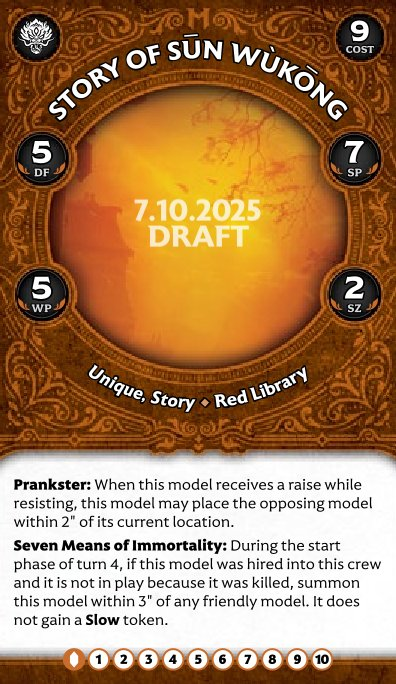 9
COST
STORY OF SŪN WÙKŌNG
5
DF
7
SP
7.10.2025
DRAFT
5
WP
2
SZ
Unique, Story ◆ Red Library
Prankster: When this model receives a raise while
resisting, this model may place the opposing model
within 2" of its current location.
Seven Means of Immortality: During the start
phase of turn 4, if this model was hired into this crew
and it is not in play because it was killed, summon
this model within 3" of any friendly model. It does
not gain a Slow token.
1 2 3 4 5 6 7 8 9 10